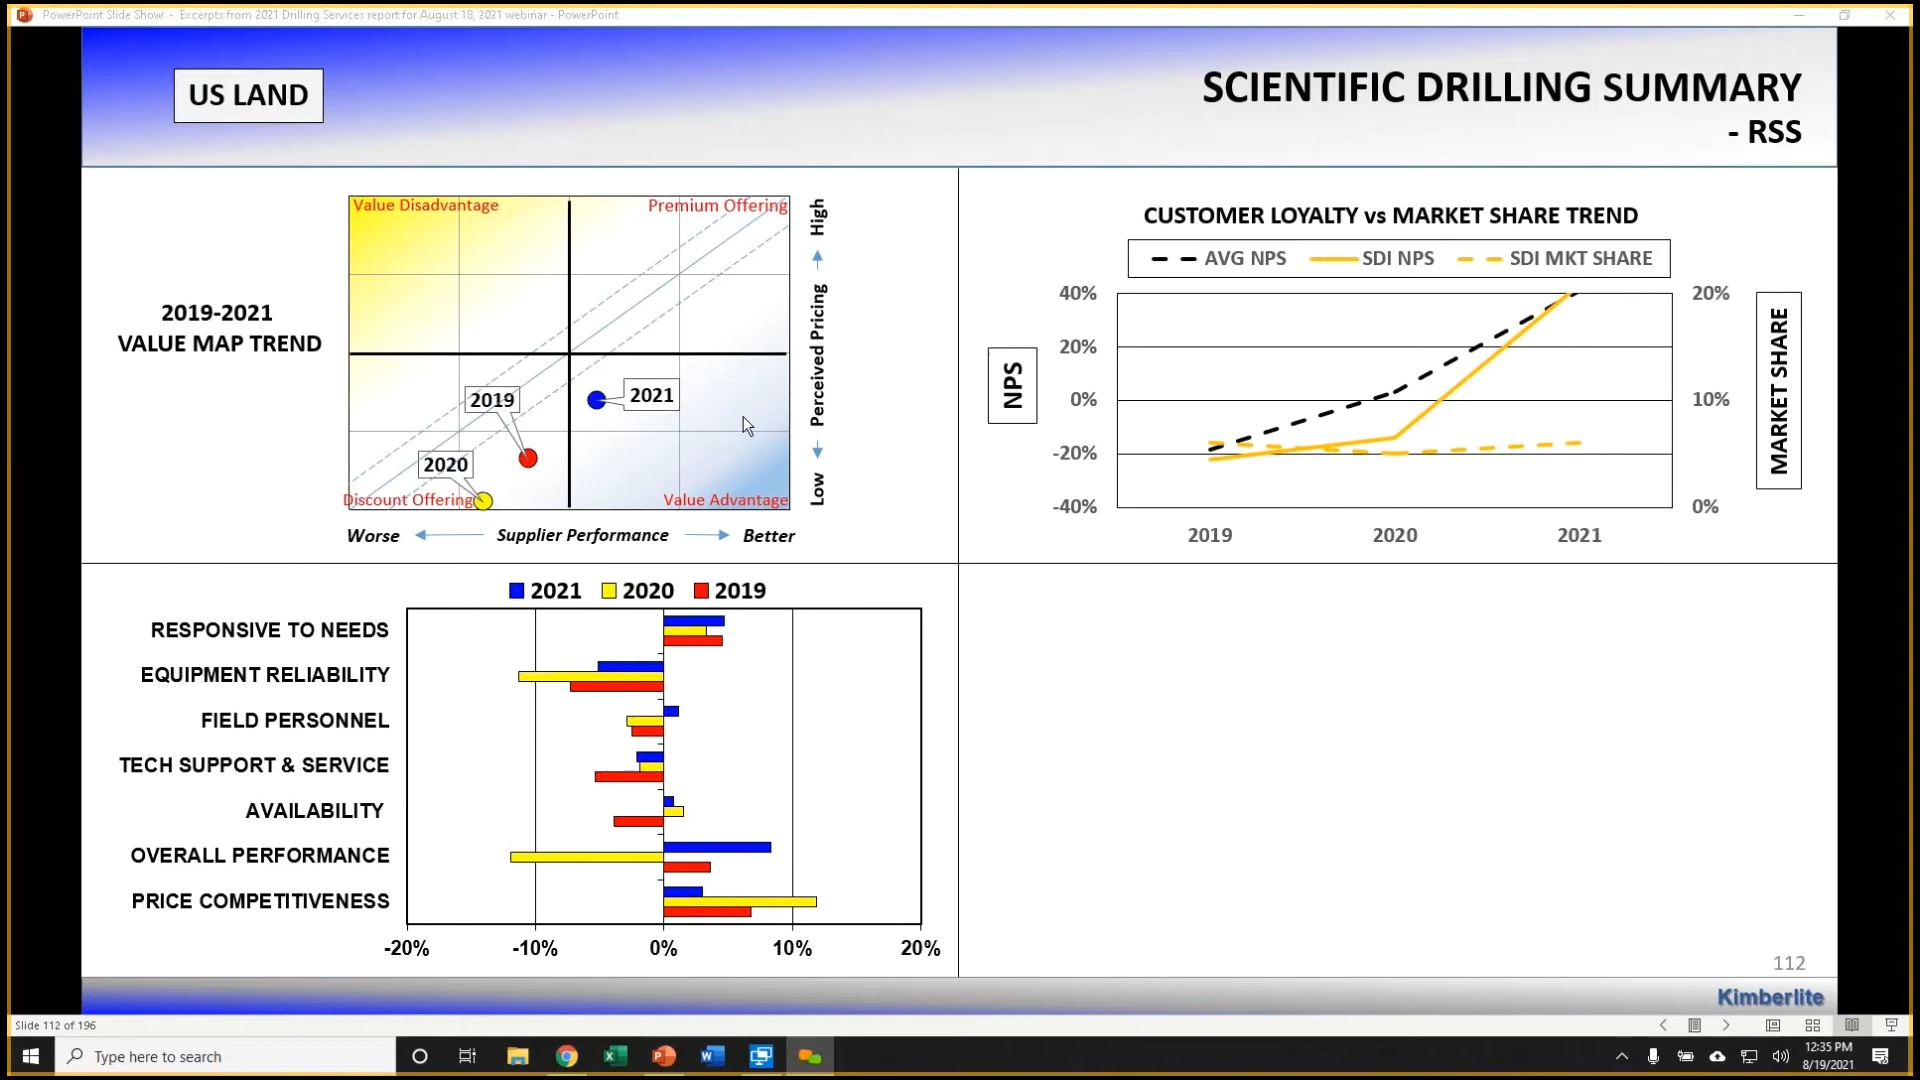 PowerPoint Slide Show - Excerpts from 2021 Drilling Services report for August 18, 2021 webinar - PowerPoint
US LAND
SCIENTIFIC DRILLING SUMMARY
- RSS
2019-2021
VALUE MAP TREND
Value Disadvantage
Premium Offering
2019
2021
2020
Discount Offering
Value Advantage
High
Perceived Pricing
Low
Worse
Supplier Performance
Better
CUSTOMER LOYALTY vs MARKET SHARE TREND
AVG NPS
SDI NPS
SDI MKT SHARE
NPS
40%
20%
0%
-20%
-40%
20%
10%
0%
MARKET SHARE
2019
2020
2021
2021
2020
2019
RESPONSIVE TO NEEDS
EQUIPMENT RELIABILITY
FIELD PERSONNEL
TECH SUPPORT & SERVICE
AVAILABILITY
OVERALL PERFORMANCE
PRICE COMPETITIVENESS
-20%
-10%
0%
10%
20%
112
Kimberlite
Slide 112 of 196
Type here to search
12:35 PM
8/19/2021